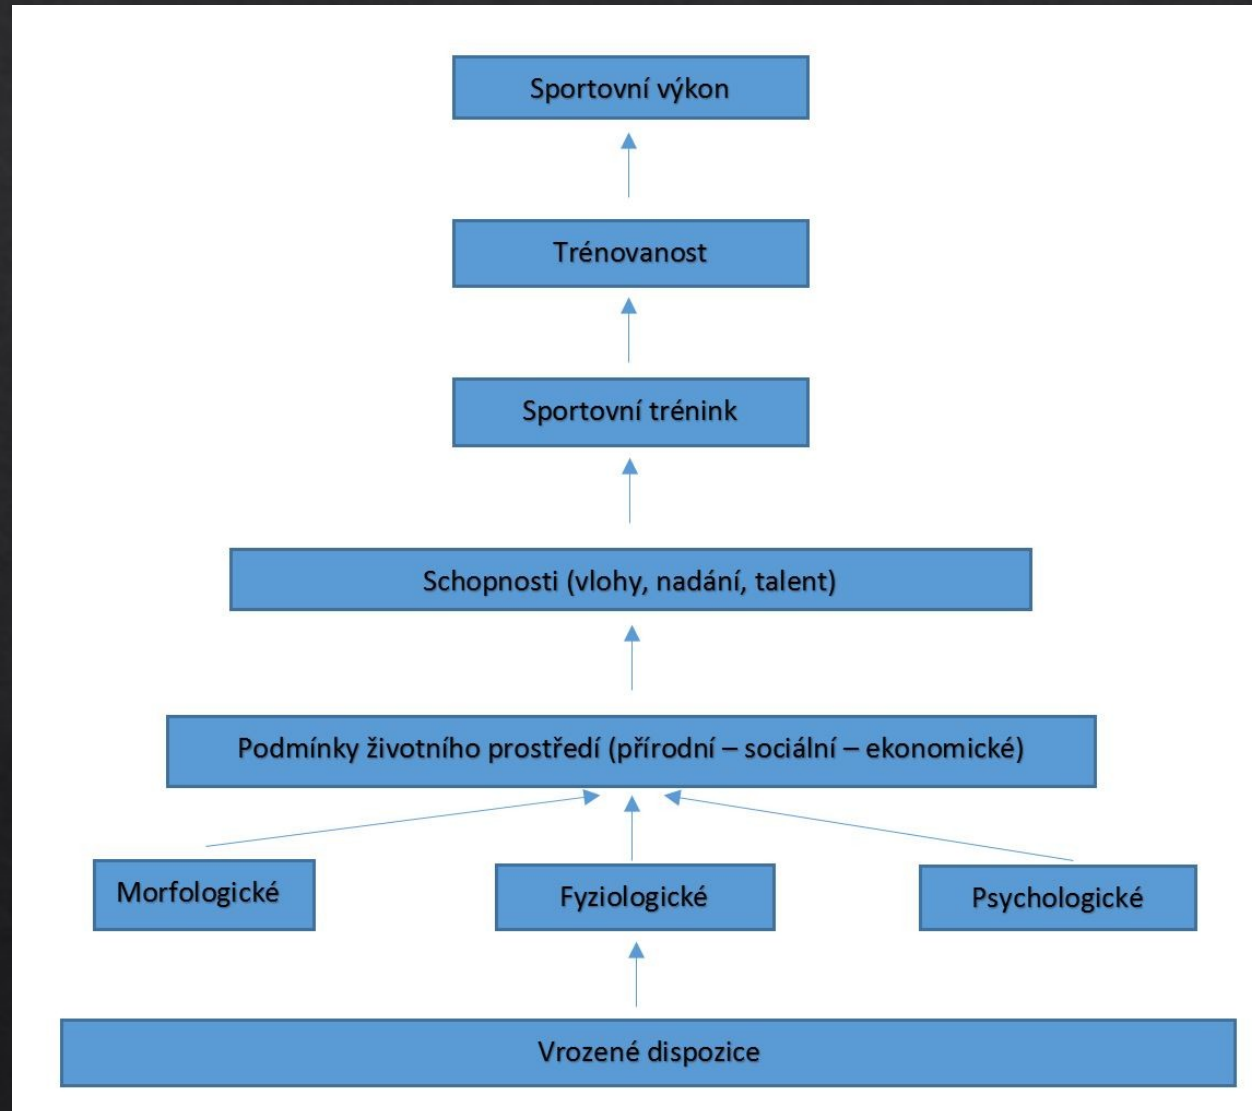 Sportovní výkon
Trénovanost
Sportovní trénink
Schopnosti (vlohy, nadání, talent)
Podmínky životního prostředí (přírodní – sociální – ekonomické)
Morfologické
Fyziologické
Psychologické
Vrozené dispozice